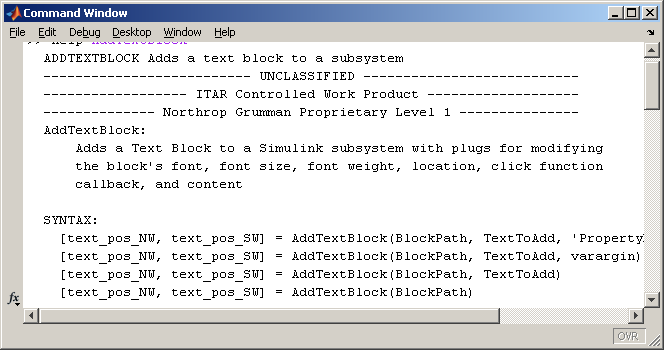 Command Window
File Edit Debug Desktop Window Help
>> help AddTextBlock
ADDTEXTBLOCK Adds a text block to a subsystem
-------------------------- UNCLASSIFIED ---------------------------
------------------ ITAR Controlled Work Product -------------------
-------------- Northrop Grumman Proprietary Level 1 ---------------
AddTextBlock:
Adds a Text Block to a Simulink subsystem with plugs for modifying
the block's font, font size, font weight, location, click function
callback, and content
SYNTAX:
[text_pos_NW, text_pos_SW] = AddTextBlock(BlockPath, TextToAdd, 'Property
[text_pos_NW, text_pos_SW] = AddTextBlock(BlockPath, TextToAdd, varargin)
[text_pos_NW, text_pos_SW] = AddTextBlock(BlockPath, TextToAdd)
[text_pos_NW, text_pos_SW] = AddTextBlock(BlockPath)
fx
OVR